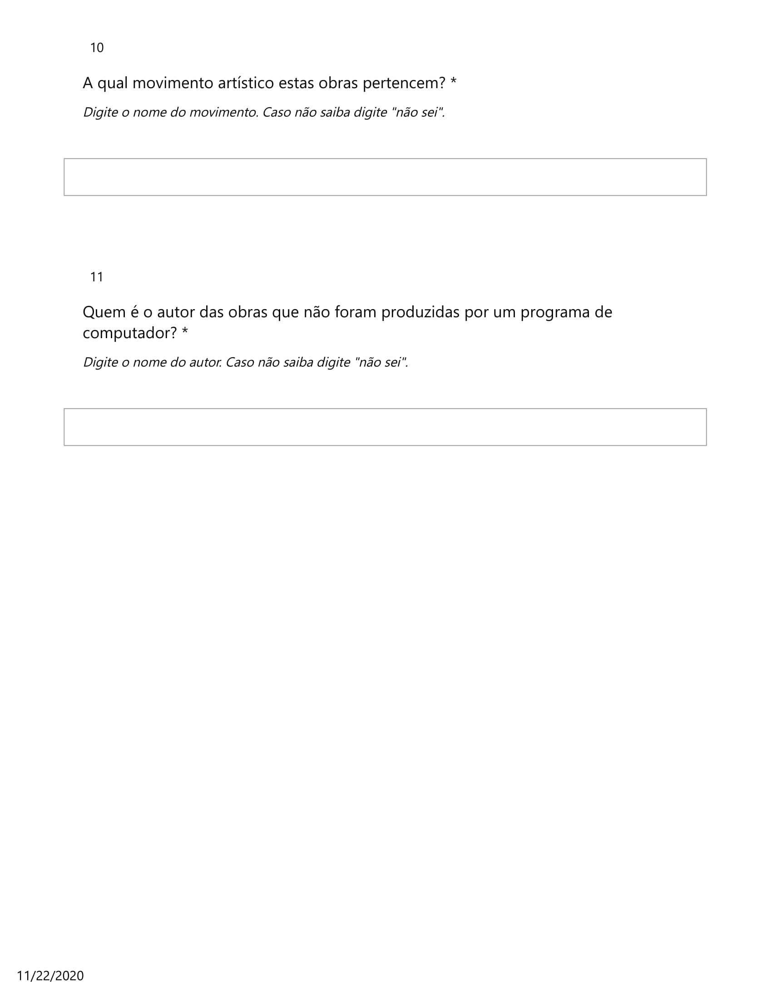 10
A qual movimento artístico estas obras pertencem? *
Digite o nome do movimento. Caso não saiba digite "não sei".
11
Quem é o autor das obras que não foram produzidas por um programa de
computador? *
Digite o nome do autor. Caso não saiba digite "não sei".
11/22/2020